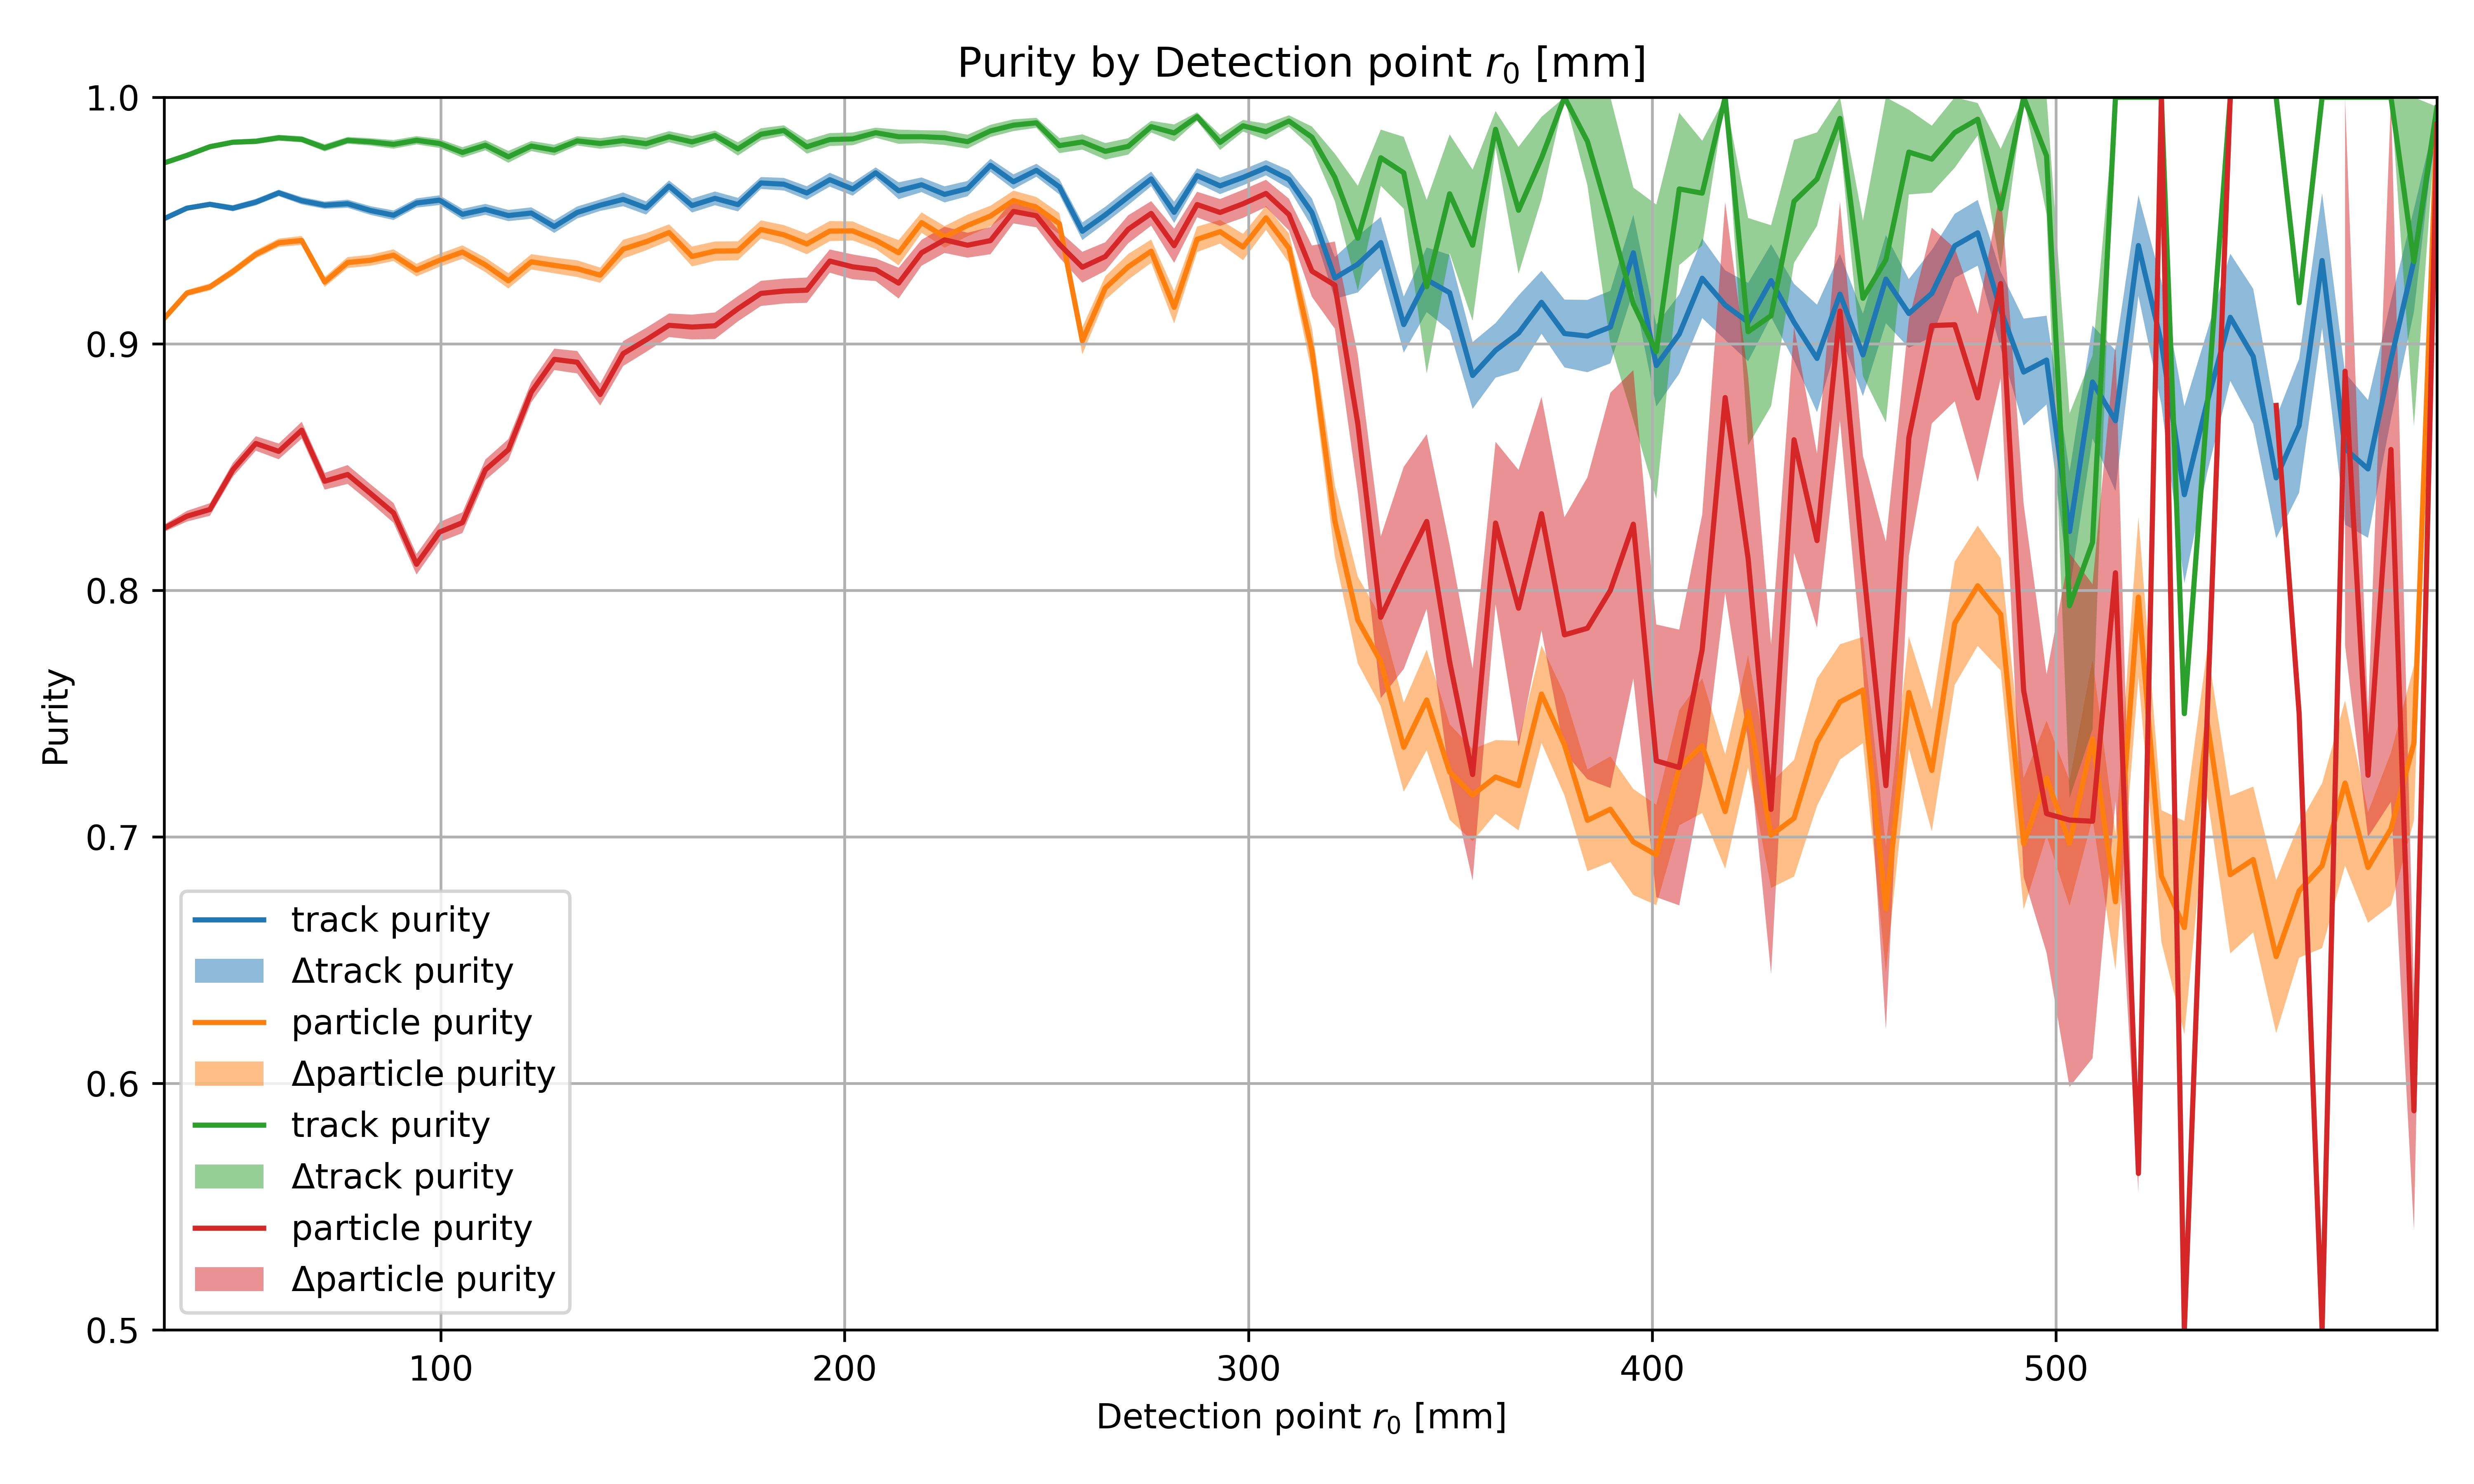 Purity by Detection point r₀ [mm]
1.0
0.9
0.8
0.7
0.6
0.5
Purity
track purity
Δtrack purity
particle purity
Δparticle purity
track purity
Δtrack purity
particle purity
Δparticle purity
100
200
300
400
500
Detection point r₀ [mm]